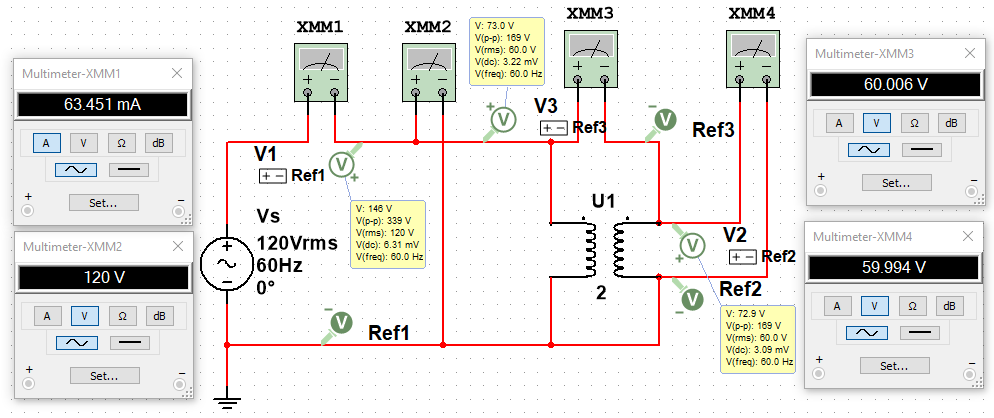 XMM1
XMM2
XMM3
XMM4
Multimeter-XMM1
63.451 mA
A V Ω dB
Set...
+
−
Multimeter-XMM2
120 V
A V Ω dB
Set...
+
−
V: 73.0 V
V(p-p): 169 V
V(rms): 60.0 V
V(dc): 3.22 mV
V(freq): 60.0 Hz
V3
+ - Ref3
Ref3
V1
+ - Ref1
V: 146 V
V(p-p): 339 V
V(rms): 120 V
V(dc): 6.31 mV
V(freq): 60.0 Hz
Vs
120Vrms
60Hz
0°
Ref1
U1
2
V2
+ - Ref2
Ref2
V: 72.9 V
V(p-p): 169 V
V(rms): 60.0 V
V(dc): 3.09 mV
V(freq): 60.0 Hz
Multimeter-XMM3
60.006 V
A V Ω dB
Set...
+
−
Multimeter-XMM4
59.994 V
A V Ω dB
Set...
+
−